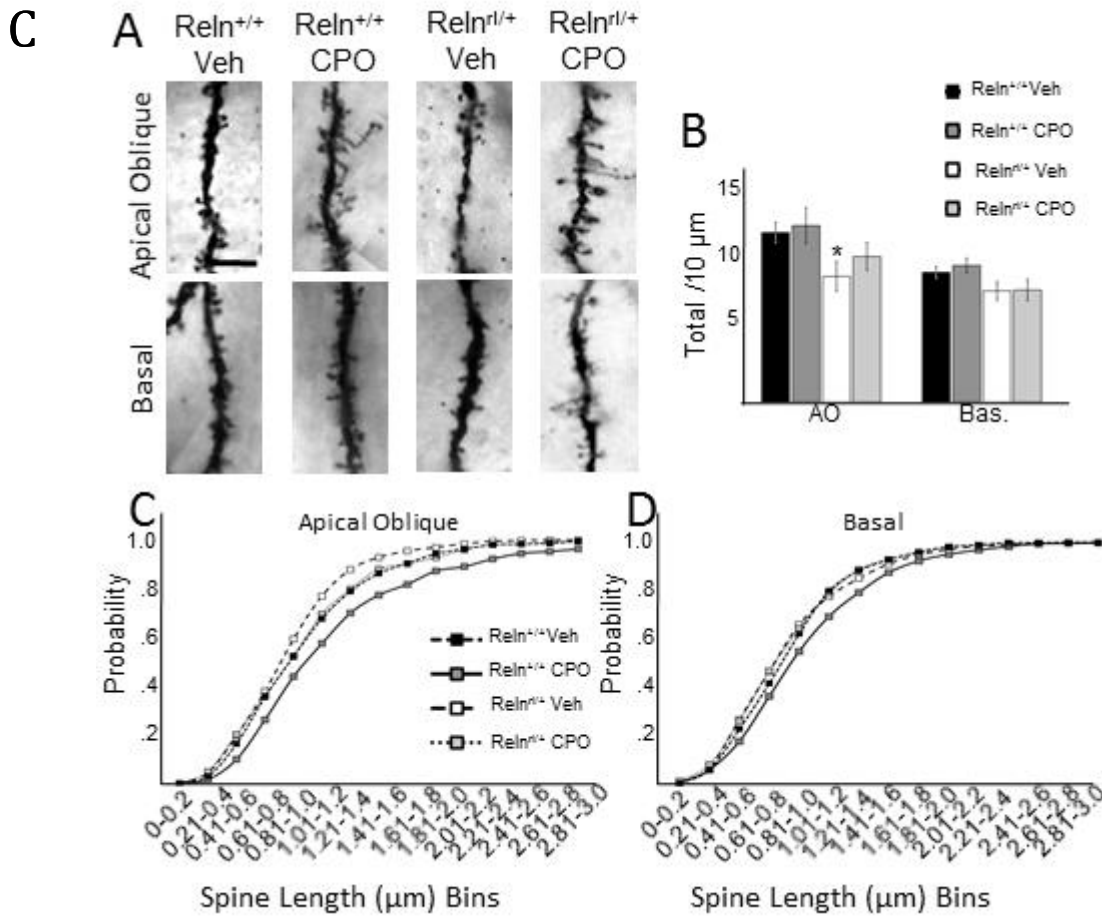 C
A
Reln+/+ Veh
Reln+/+ CPO
Relnrl/+ Veh
Relnrl/+ CPO
Apical Oblique
Basal
B
Reln+/+ Veh
Reln+/+ CPO
Relnrl/+ Veh
Relnrl/+ CPO
Total /10 µm
15
10
5
*
AO
Bas.
C
Apical Oblique
Probability
1.0
.8
.6
.4
.2
Reln+/+ Veh
Reln+/+ CPO
Relnrl/+ Veh
Relnrl/+ CPO
0-0.2
0.21-0.4
0.41-0.6
0.61-0.8
0.81-1.0
1.01-1.2
1.21-1.4
1.41-1.6
1.61-1.8
1.81-2.0
2.01-2.2
2.21-2.4
2.41-2.6
2.61-2.8
2.81-3.0
Spine Length (µm) Bins
D
Basal
Probability
1.0
.8
.6
.4
.2
0-0.2
0.21-0.4
0.41-0.6
0.61-0.8
0.81-1.0
1.01-1.2
1.21-1.4
1.41-1.6
1.61-1.8
1.81-2.0
2.01-2.2
2.21-2.4
2.41-2.6
2.61-2.8
2.81-3.0
Spine Length (µm) Bins